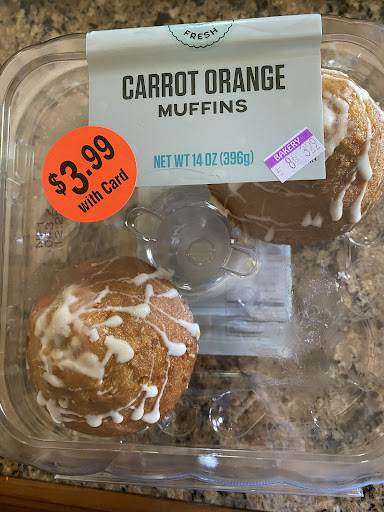 FRESH
CARROT ORANGE
MUFFINS
NET WT 14 OZ (396g)
BAKERY
$3.99
with Card